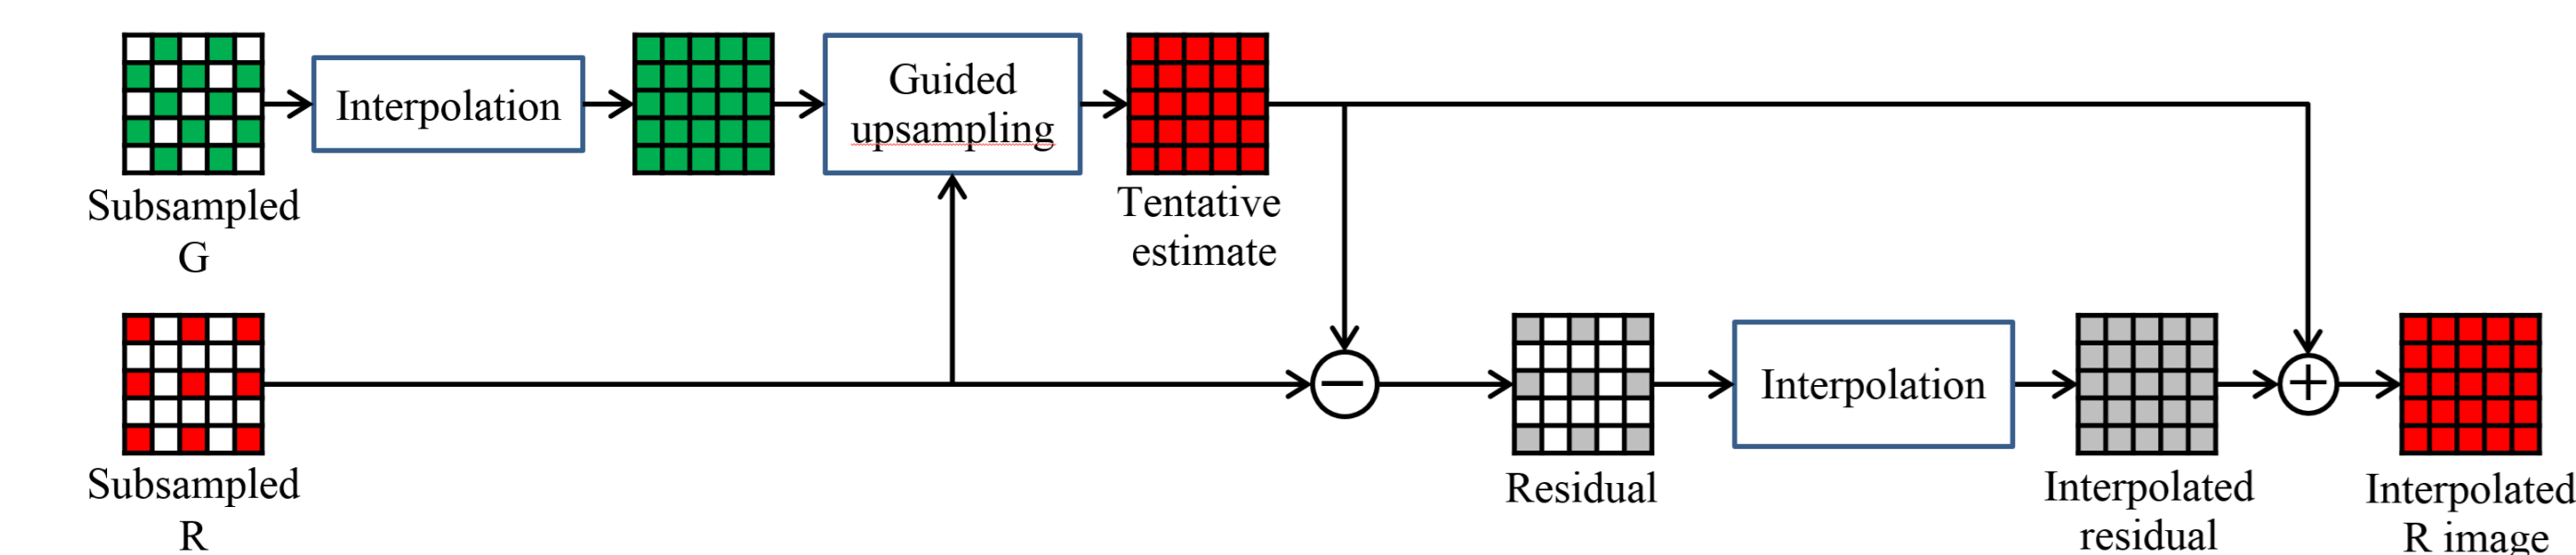 Interpolation
Guided
upsampling
Subsampled
G
Tentative
estimate
Subsampled
R
−
Residual
Interpolation
Interpolated
residual
+
Interpolated
R image